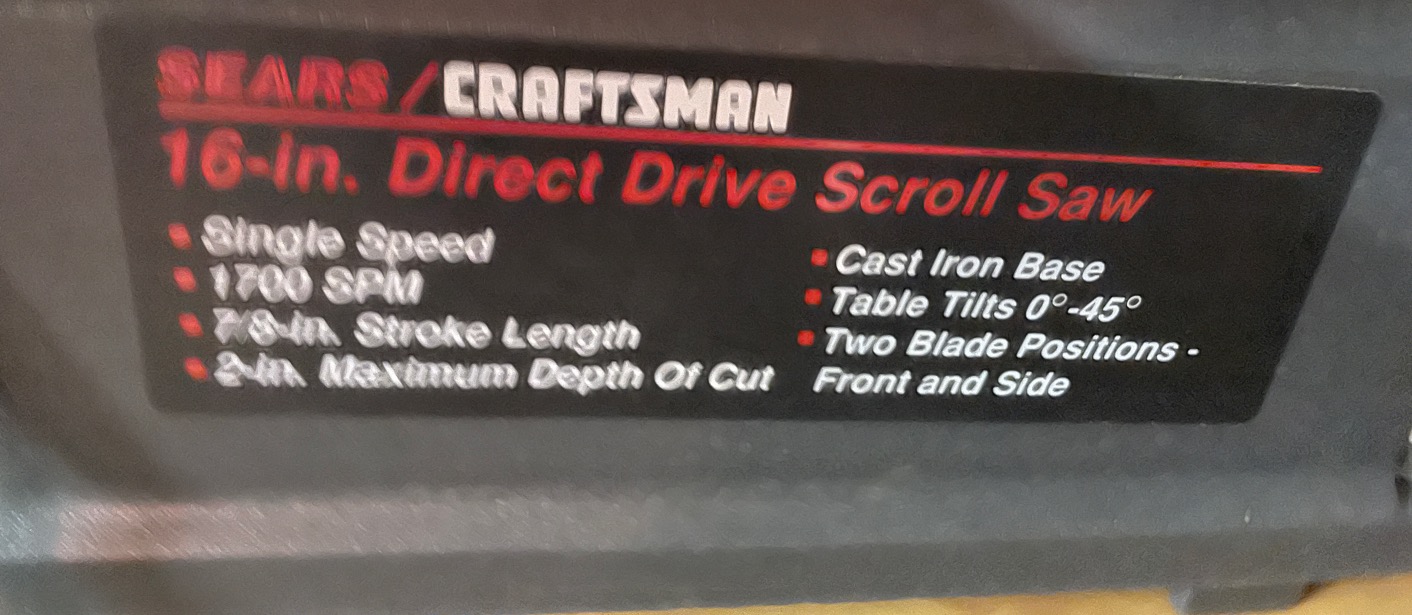 SEARS/CRAFTSMAN
16-in. Direct Drive Scroll Saw
• Single Speed
• 1700 SPM
• 7/8-in. Stroke Length
• 2-in. Maximum Depth Of Cut
• Cast Iron Base
• Table Tilts 0°-45°
• Two Blade Positions -
Front and Side